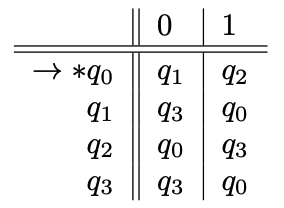 0 1
→ *q₀ q₁ q₂
q₁ q₃ q₀
q₂ q₀ q₃
q₃ q₃ q₀